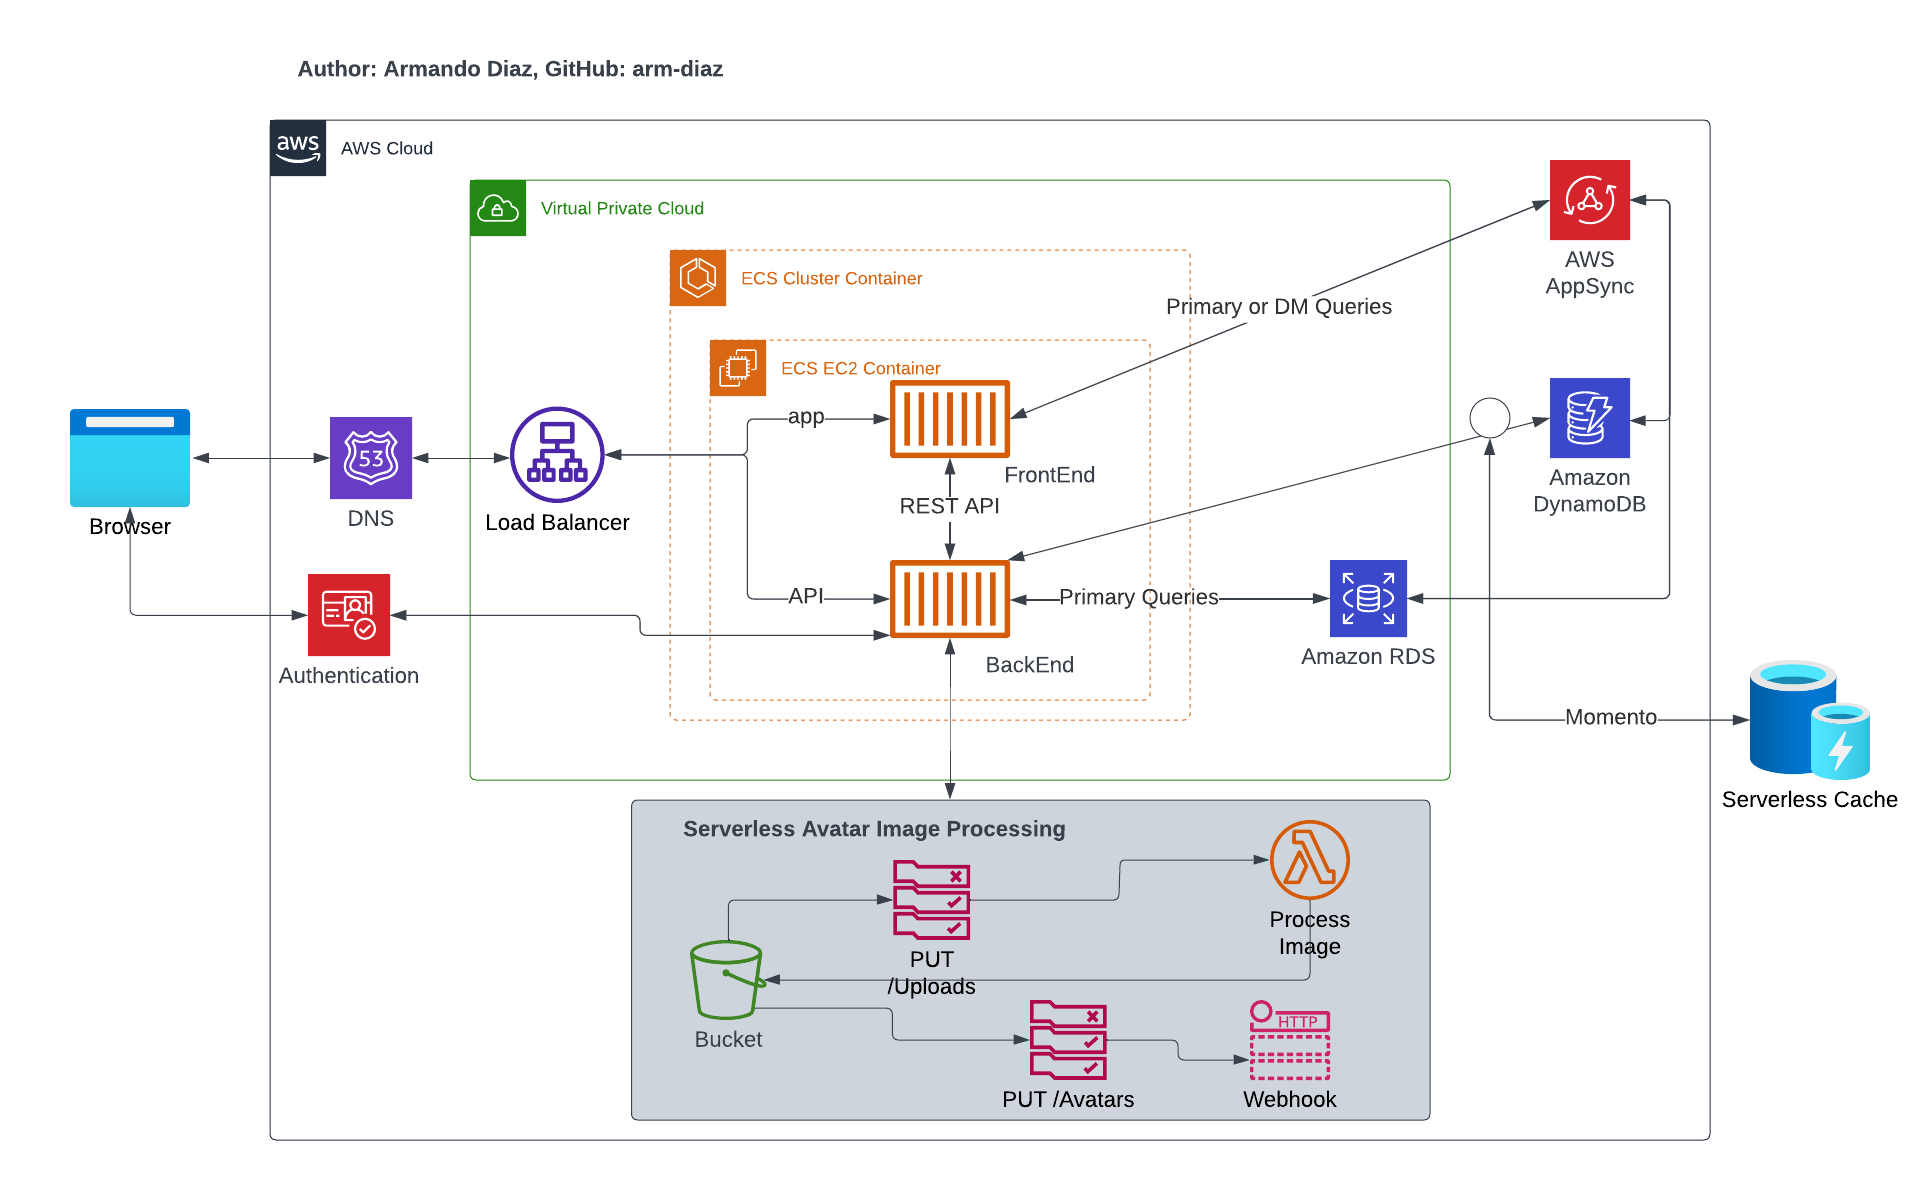 Author: Armando Diaz, GitHub: arm-diaz
aws
AWS Cloud
Virtual Private Cloud
ECS Cluster Container
ECS EC2 Container
AWS
AppSync
Primary or DM Queries
app
FrontEnd
REST API
53
DNS
Load Balancer
Browser
Amazon
DynamoDB
API
Primary Queries
BackEnd
Amazon RDS
Authentication
Momento
Serverless Cache
Serverless Avatar Image Processing
PUT
/Uploads
Process
Image
Bucket
HTTP
PUT /Avatars
Webhook